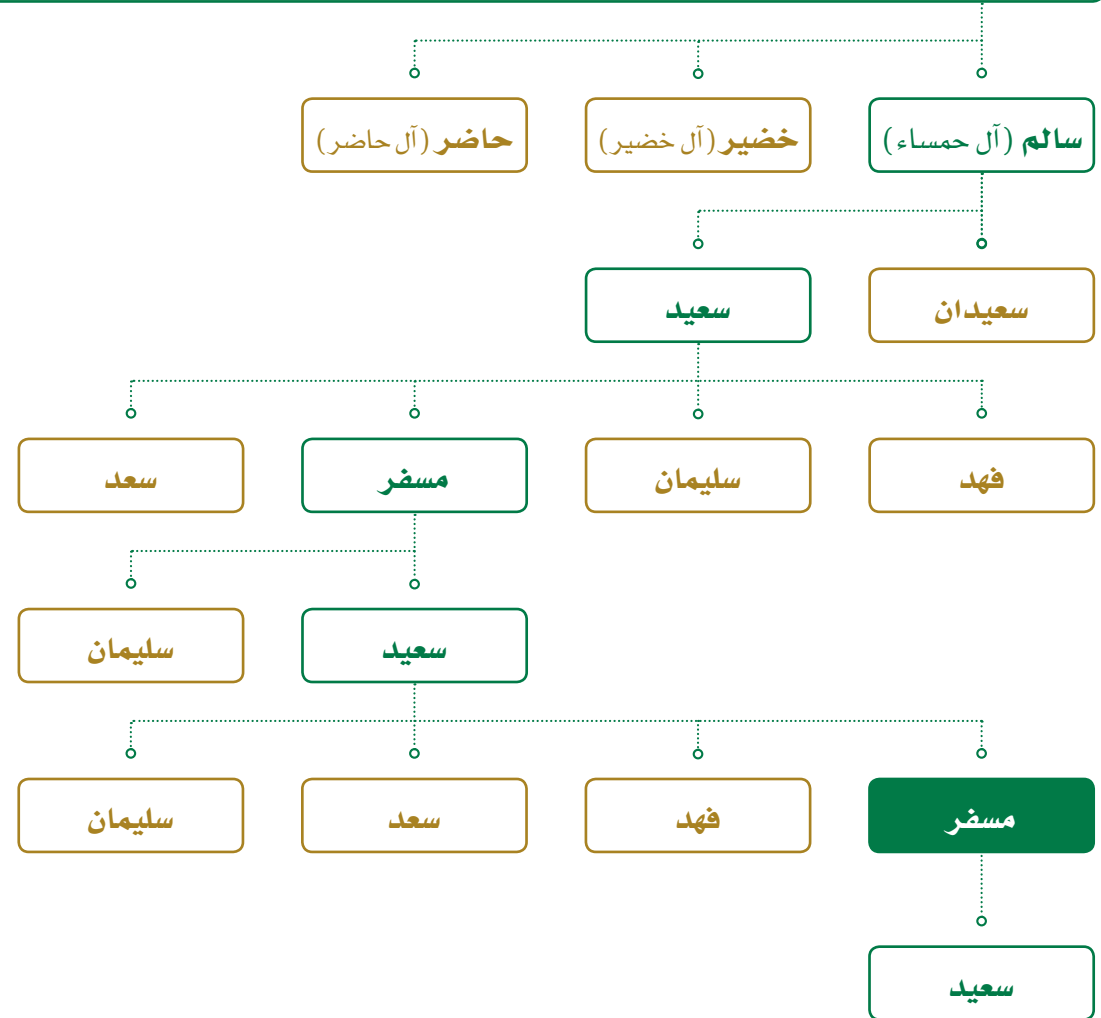 سالم (آل حمساء)
خضير (آل خضير)
حاضر (آل حاضر)
سعيدان
سعيد
فهد
سليمان
مسفر
سعد
سعيد
سليمان
مسفر
فهد
سعد
سليمان
سعيد